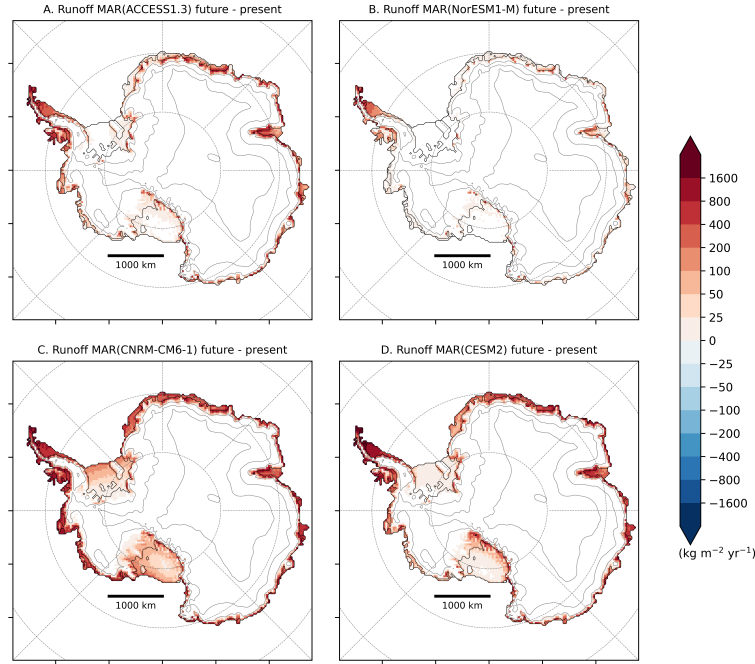 A. Runoff MAR(ACCESS1.3) future - present
B. Runoff MAR(NorESM1-M) future - present
1000 km
1000 km
C. Runoff MAR(CNRM-CM6-1) future - present
D. Runoff MAR(CESM2) future - present
1000 km
1000 km
1600
800
400
200
100
50
25
0
−25
−50
−100
−200
−400
−800
−1600
(kg m⁻² yr⁻¹)